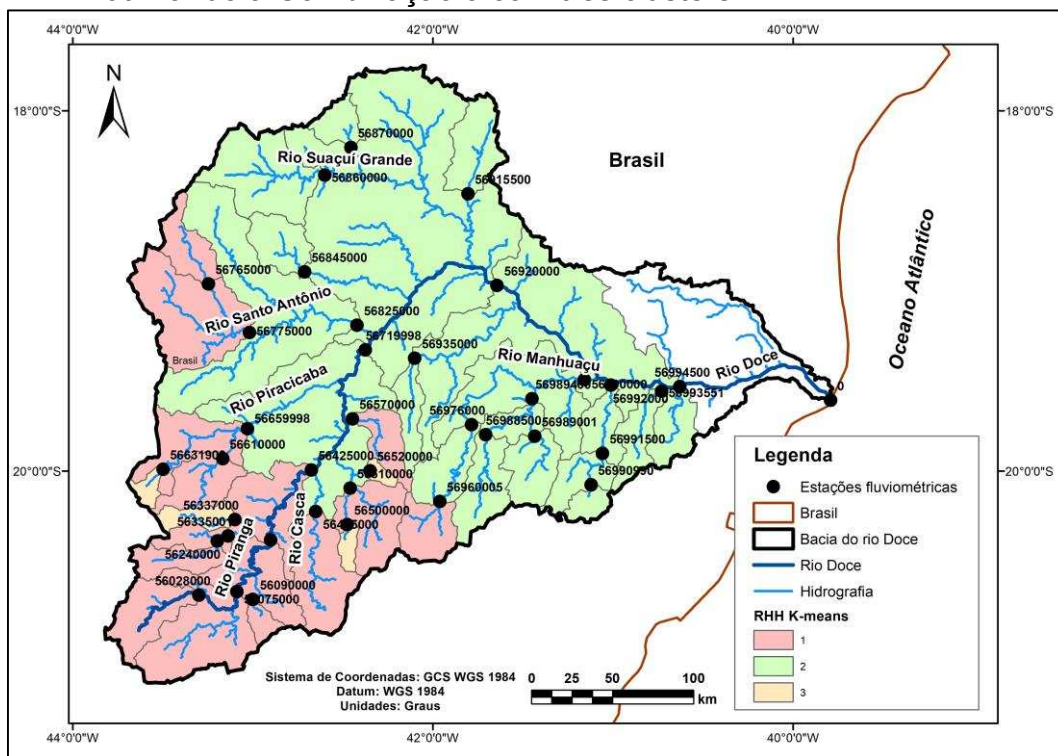 44°0'0"W
42°0'0"W
40°0'0"W
N
18°0'0"S
18°0'0"S
56870000
Rio Suaçuí Grande
56860000
56915500
Brasil
56765000
56845000
56920000
Rio Santo Antônio
56825000
56775000
56719998
Brasil
56935000
Rio Manhuaçu
56994500
Rio Doce
0
56992000
56993551
Rio Piracicaba
56570000
56976000
56988500
56989001
56659998
56610000
56991500
20°0'0"S
20°0'0"S
56631900
56425000
56520000
56990990
56337000
56960005
56500000
56240000
Rio Casca
Rio Piranga
56028000
56090000
Oceano Atlântico
Legenda
Estações fluviométricas
Brasil
Bacia do rio Doce
Rio Doce
Hidrografia
RHH K-means
1
2
3
Sistema de Coordenadas: GCS WGS 1984
Datum: WGS 1984
Unidades: Graus
0 25 50 100
km
44°0'0"W
42°0'0"W
40°0'0"W